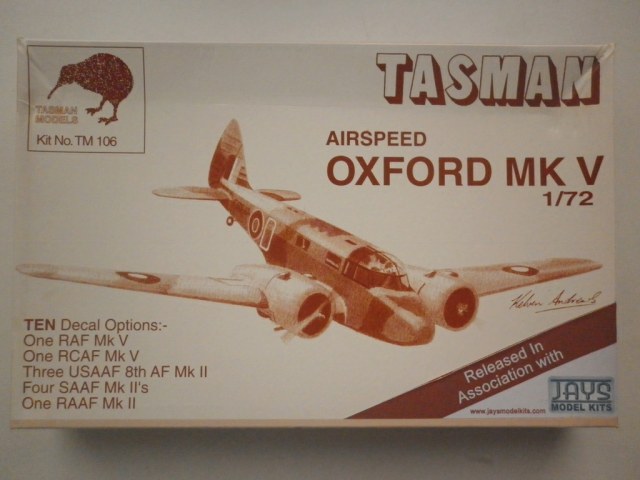 TASMAN
TASMAN
MODELS
Kit No. TM 106
AIRSPEED
OXFORD MK V
1/72
TEN Decal Options:-
One RAF Mk V
One RCAF Mk V
Three USAAF 8th AF Mk II
Four SAAF Mk II's
One RAAF Mk II
Released In
Association with
JAYS
MODEL KITS
www.jaysmodelkits.com